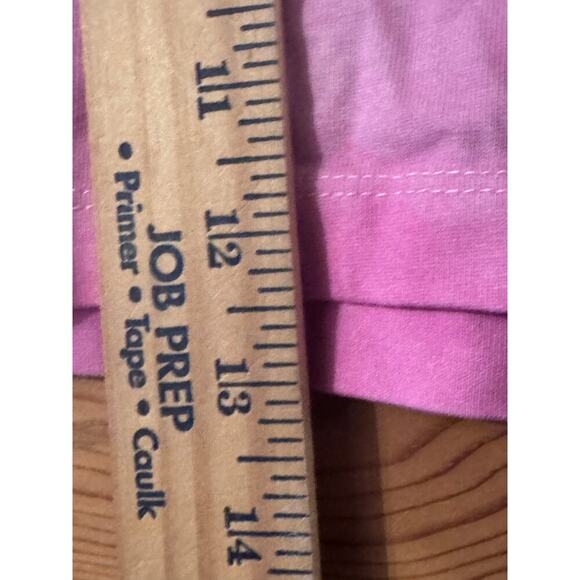 11
12
13
14
JOB PREP
• Primer • Tape • Caulk